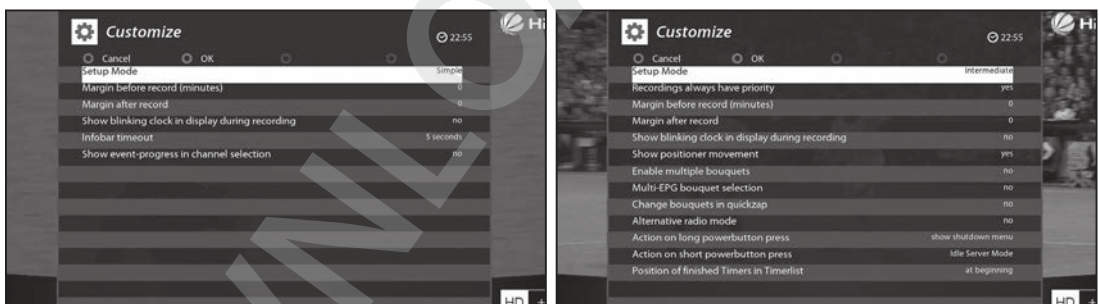 Customize
22:55
Hi
Cancel OK
Setup Mode Simple
Margin before record (minutes) 0
Margin after record 0
Show blinking clock in display during recording no
Infobar timeout 5 seconds
Show event-progress in channel selection no
HD +
Customize
22:55
Hi
Cancel OK
Setup Mode Intermediate
Recordings always have priority yes
Margin before record (minutes) 0
Margin after record 0
Show blinking clock in display during recording no
Show positioner movement yes
Enable multiple bouquets no
Multi-EPG bouquet selection no
Change bouquets in quickzap no
Alternative radio mode no
Action on long powerbutton press show shutdown menu
Action on short powerbutton press Idle Server Mode
Position of finished Timers in Timerlist at beginning
HD +